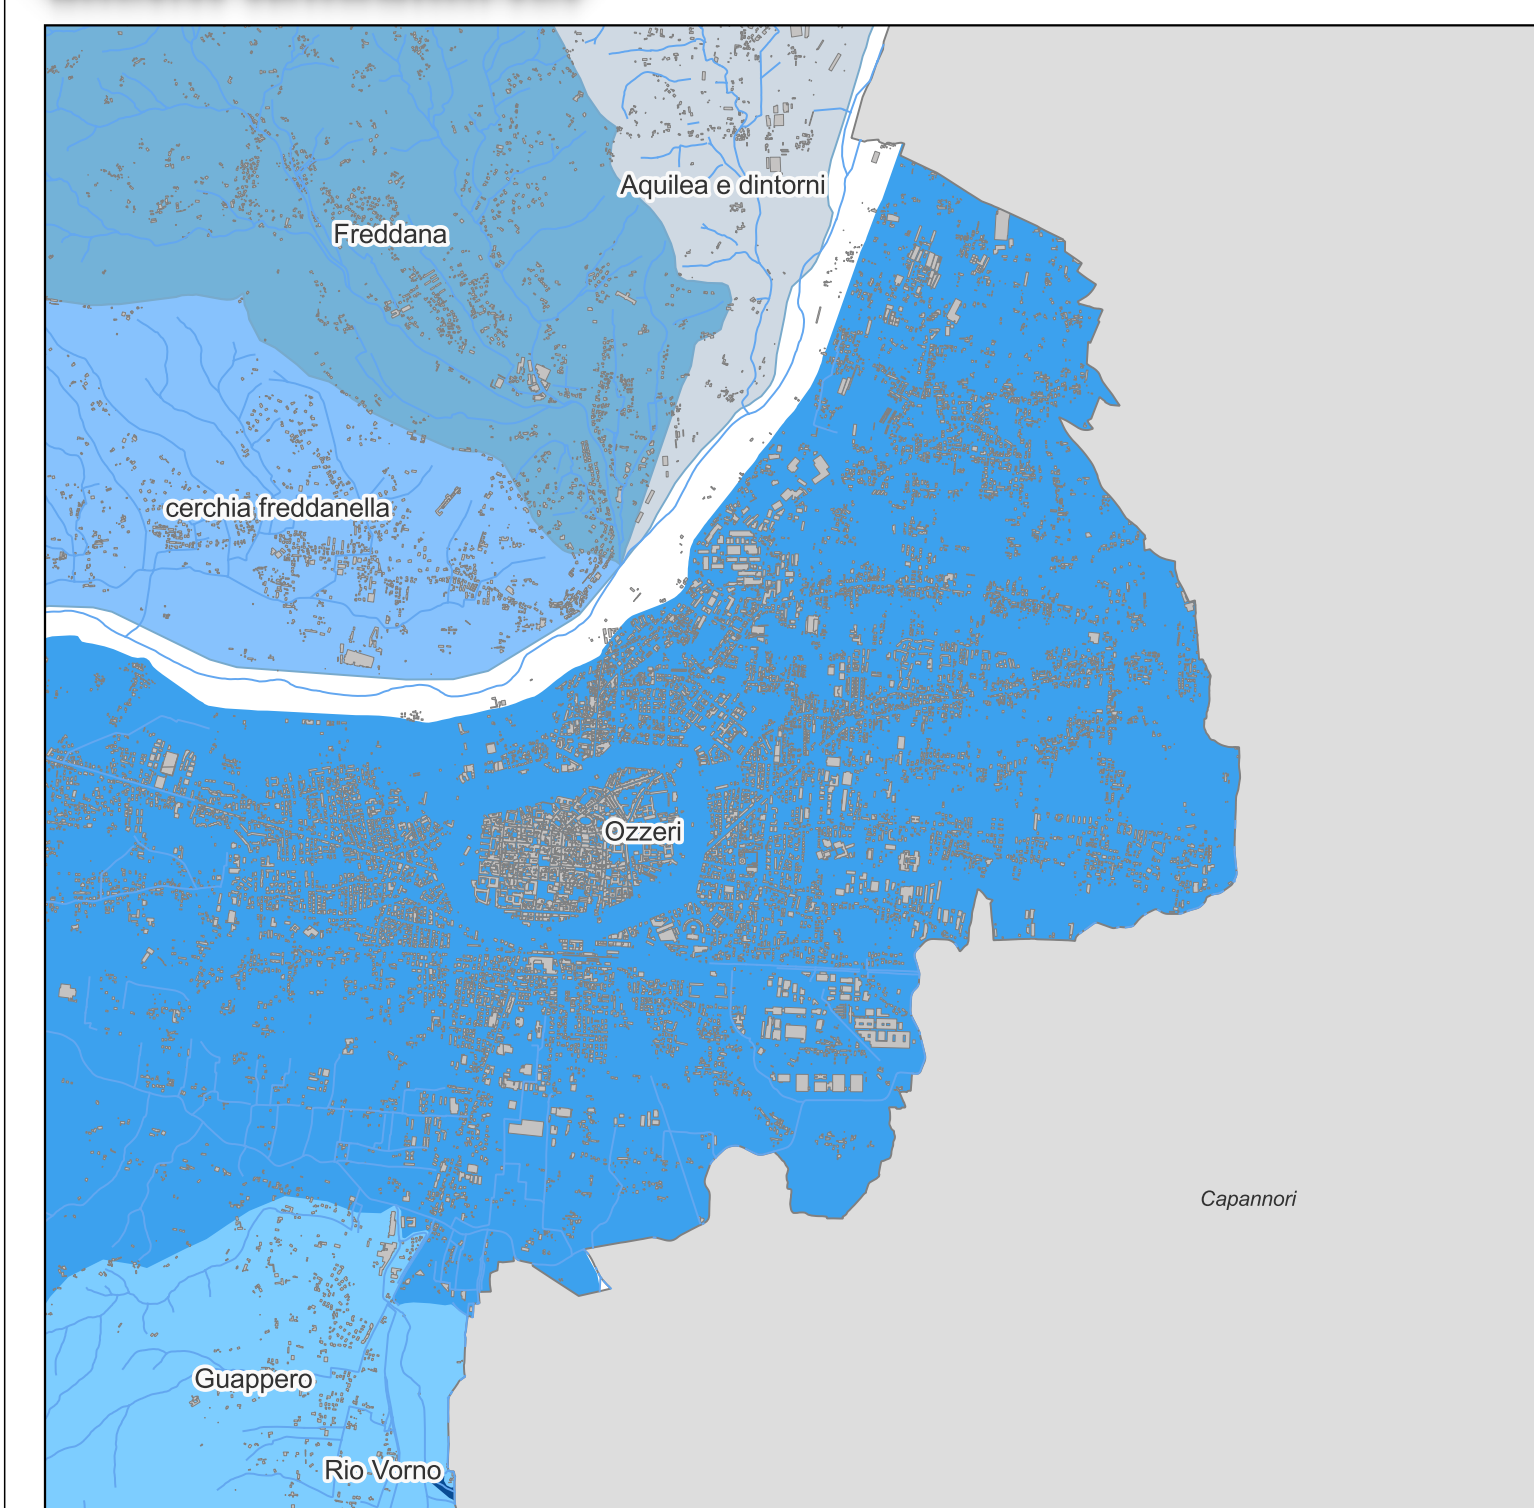 Aquilea e dintorni
Freddana
cerchia freddanella
Ozzeri
Capannori
Guappero
Rio Vorno